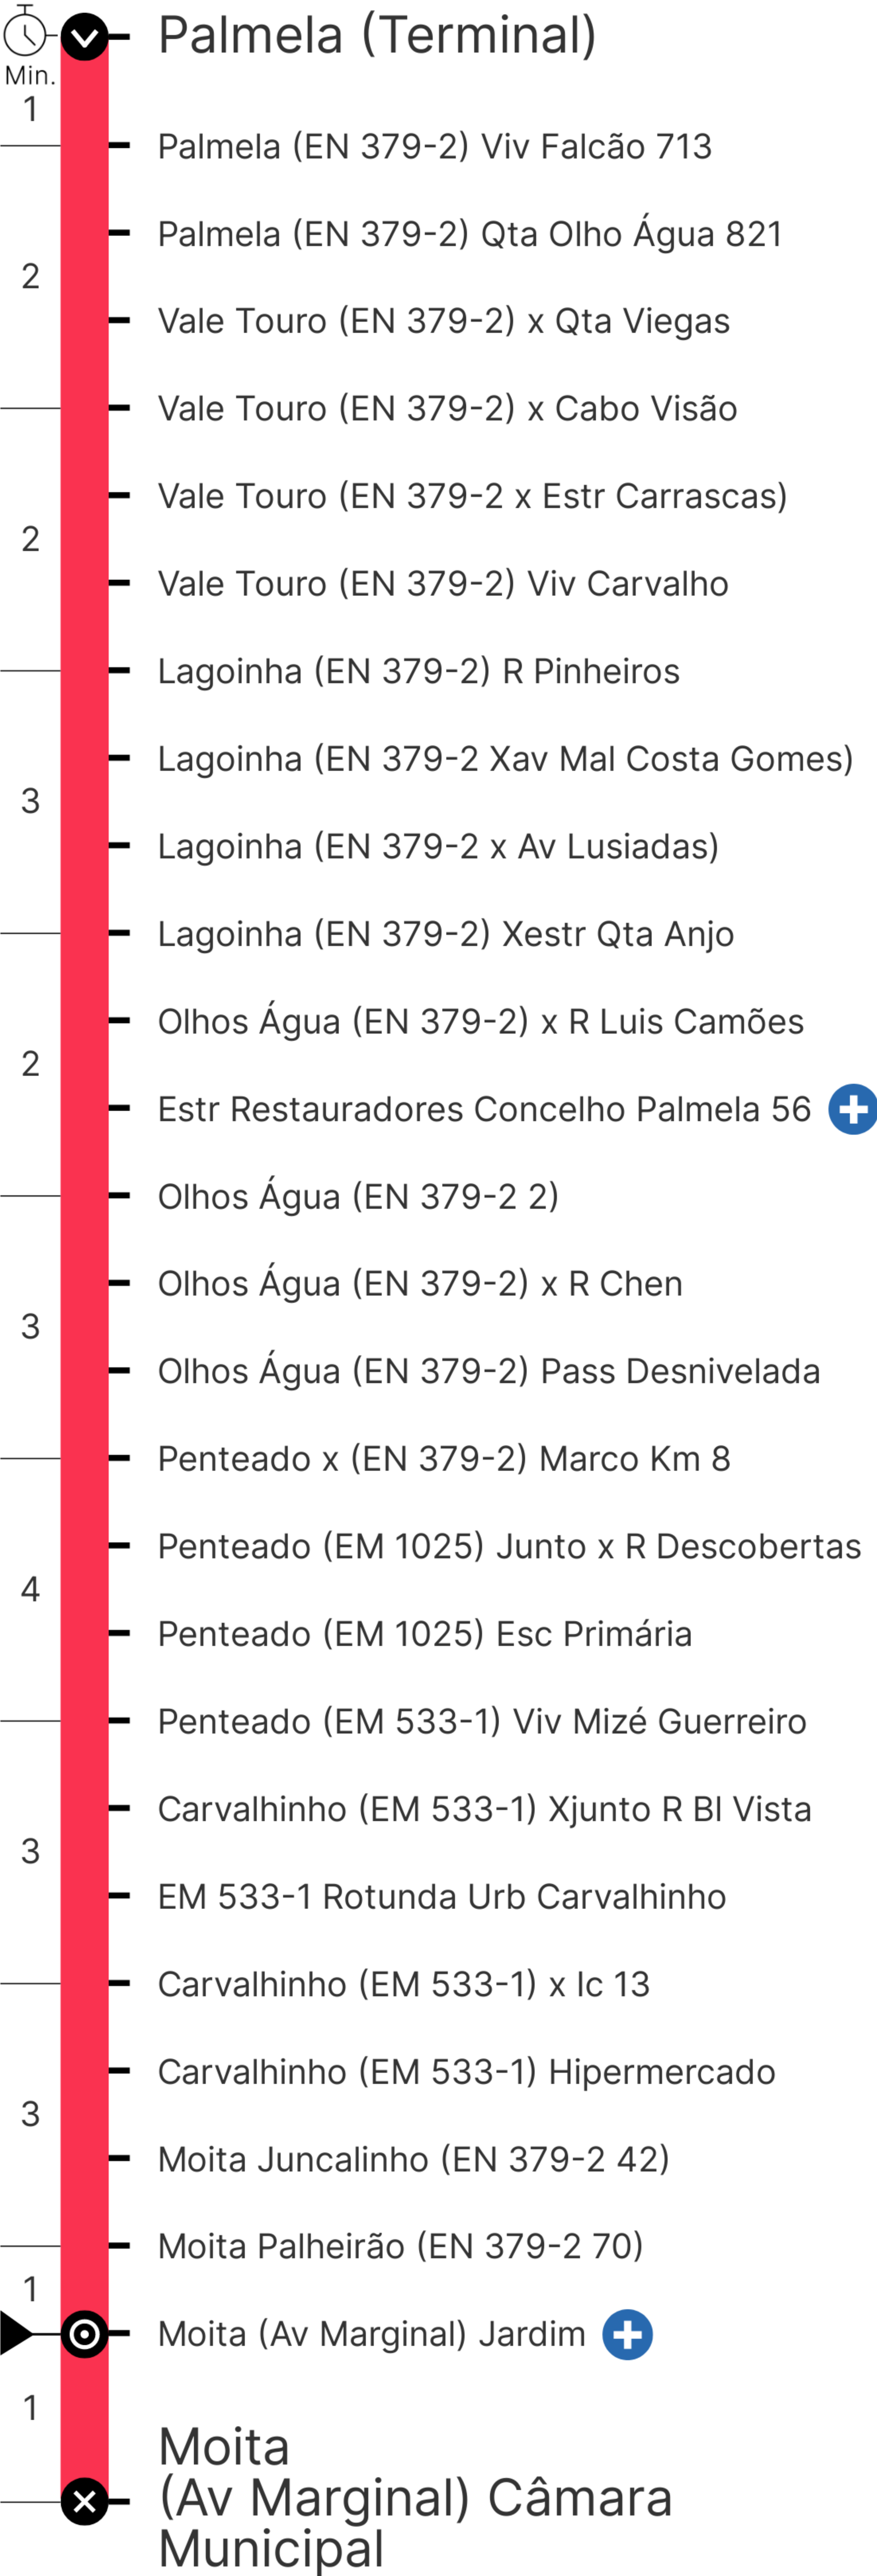 Palmela (Terminal)
Min.
1
Palmela (EN 379-2) Viv Falcão 713
Palmela (EN 379-2) Qta Olho Água 821
2
Vale Touro (EN 379-2) x Qta Viegas
Vale Touro (EN 379-2) x Cabo Visão
Vale Touro (EN 379-2 x Estr Carrascas)
2
Vale Touro (EN 379-2) Viv Carvalho
Lagoinha (EN 379-2) R Pinheiros
Lagoinha (EN 379-2 Xav Mal Costa Gomes)
3
Lagoinha (EN 379-2 x Av Lusiadas)
Lagoinha (EN 379-2) Xestr Qta Anjo
Olhos Água (EN 379-2) x R Luis Camões
2
Estr Restauradores Concelho Palmela 56
Olhos Água (EN 379-2 2)
Olhos Água (EN 379-2) x R Chen
3
Olhos Água (EN 379-2) Pass Desnivelada
Penteado x (EN 379-2) Marco Km 8
Penteado (EM 1025) Junto x R Descobertas
4
Penteado (EM 1025) Esc Primária
Penteado (EM 533-1) Viv Mizé Guerreiro
Carvalhinho (EM 533-1) Xjunto R Bl Vista
3
EM 533-1 Rotunda Urb Carvalhinho
Carvalhinho (EM 533-1) x Ic 13
Carvalhinho (EM 533-1) Hipermercado
3
Moita Juncalinho (EN 379-2 42)
Moita Palheirão (EN 379-2 70)
1
Moita (Av Marginal) Jardim
1
Moita
(Av Marginal) Câmara
Municipal